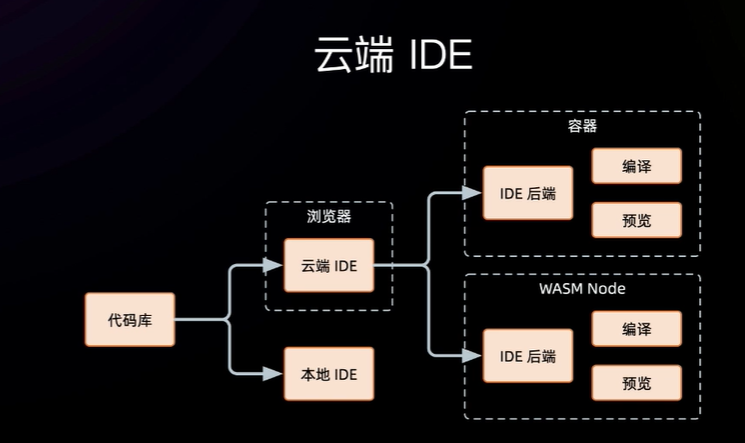 云端 IDE
容器
IDE 后端
编译
预览
浏览器
云端 IDE
代码库
本地 IDE
WASM Node
IDE 后端
编译
预览